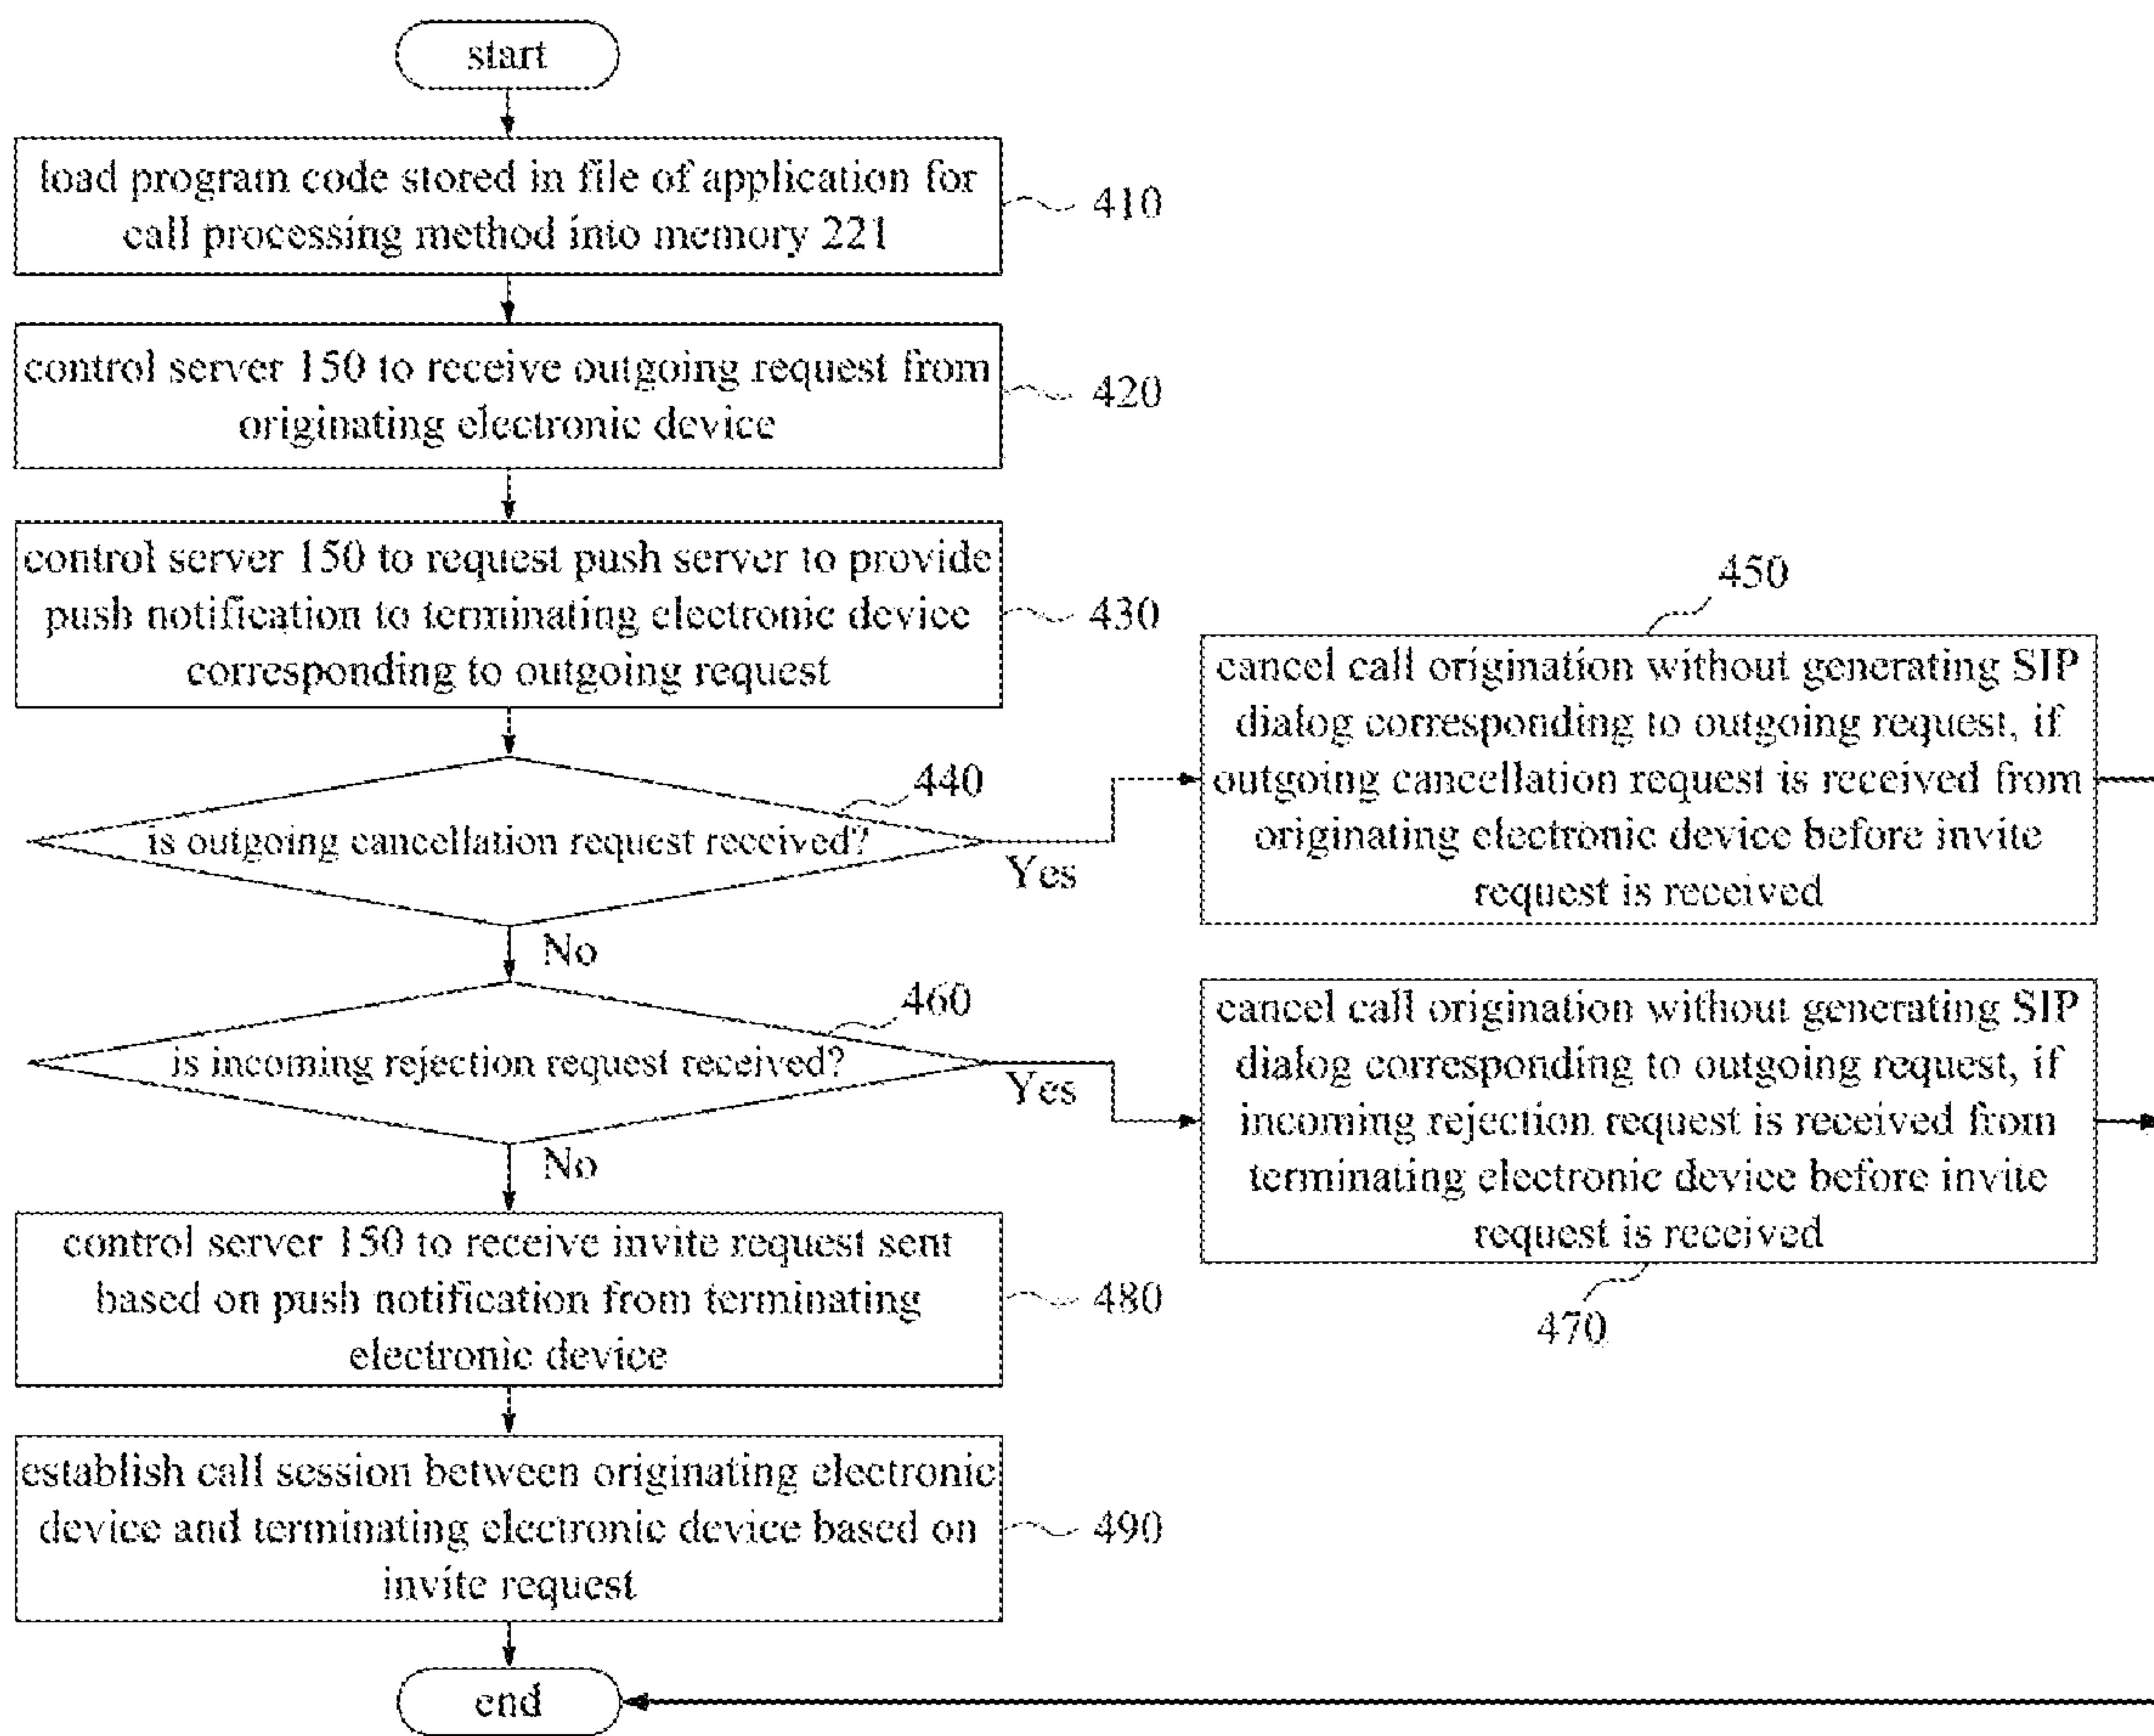 start
load program code stored in file of application for
call processing method into memory 221
410
control server 150 to receive outgoing request from
originating electronic device
420
control server 150 to request push server to provide
push notification to terminating electronic device
corresponding to outgoing request
430
is outgoing cancellation request received?
440
Yes
No
450
cancel call origination without generating SIP
dialog corresponding to outgoing request, if
outgoing cancellation request is received from
originating electronic device before invite
request is received
is incoming rejection request received?
460
Yes
No
cancel call origination without generating SIP
dialog corresponding to outgoing request, if
incoming rejection request is received from
terminating electronic device before invite
request is received
470
control server 150 to receive invite request sent
based on push notification from terminating
electronic device
480
establish call session between originating electronic
device and terminating electronic device based on
invite request
490
end